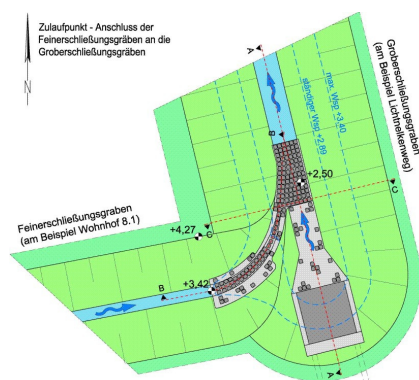 Zulaufpunkt - Anschluss der
Feinerschließungsgräben an die
Groberschließungsgräben
N
A
Groberschließungsgraben
(am Beispiel Lichtnelkenweg)
max. Wsp +3,40
ständiger Wsp +2,89
B
+2,50
C
+4,27
C
Feinerschließungsgraben
(am Beispiel Wohnhof 8.1)
+3,42
B
A